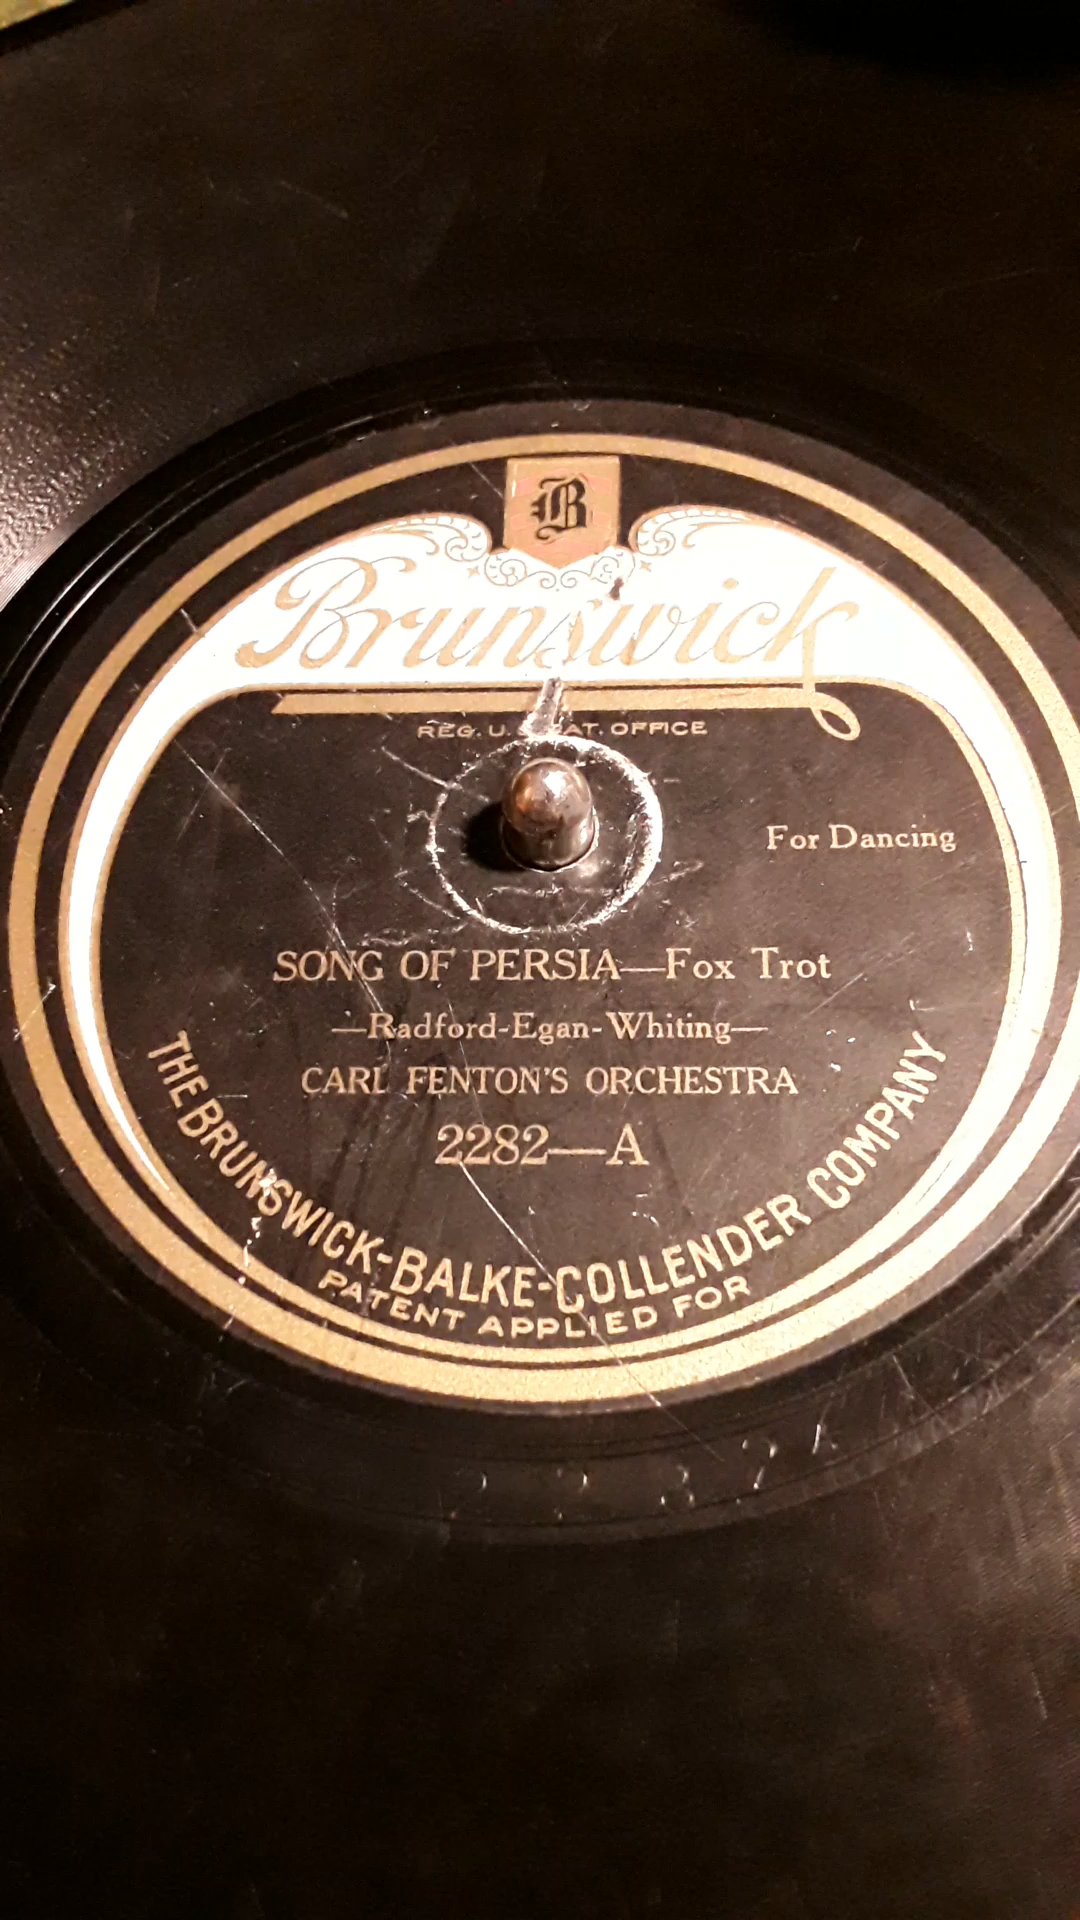 B
Brunswick
REG. U. S. PAT. OFFICE
For Dancing
SONG OF PERSIA—Fox Trot
—Radford-Egan-Whiting—
CARL FENTON'S ORCHESTRA
2282—A
THE BRUNSWICK-BALKE-COLLENDER COMPANY
PATENT APPLIED FOR